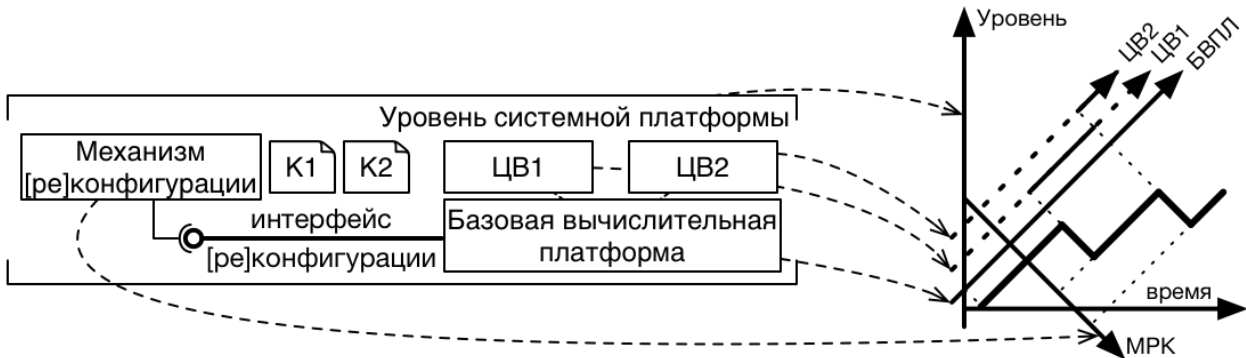 Уровень
ЦВ2
ЦВ1
БВПЛ
Уровень системной платформы
Механизм
[ре]конфигурации
К1
К2
ЦВ1
ЦВ2
интерфейс
[ре]конфигурации
Базовая вычислительная
платформа
время
МРК